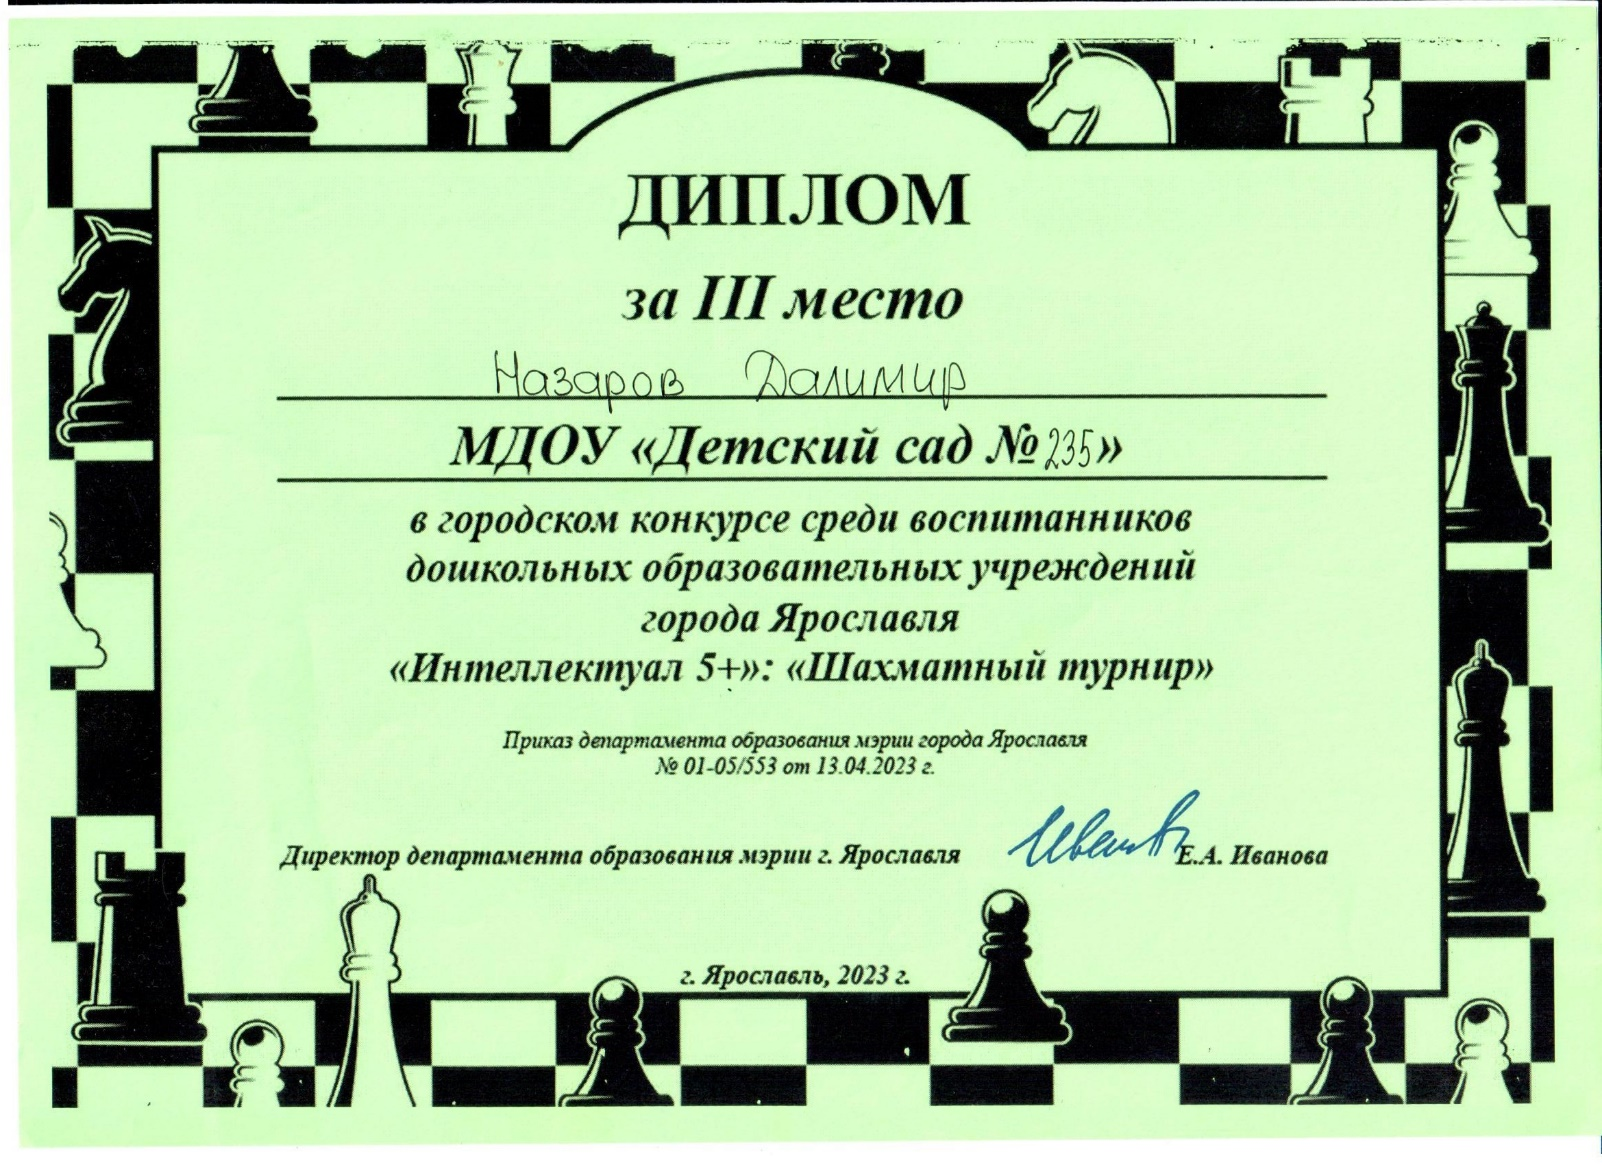 ДИПЛОМ
за III место
Назаров Далимир
МДОУ «Детский сад №235»
в городском конкурсе среди воспитанников
дошкольных образовательных учреждений
города Ярославля
«Интеллектуал 5+»: «Шахматный турнир»
Приказ департамента образования мэрии города Ярославля
№ 01-05/553 от 13.04.2023 г.
Директор департамента образования мэрии г. Ярославля Е.А. Иванова
г. Ярославль, 2023 г.